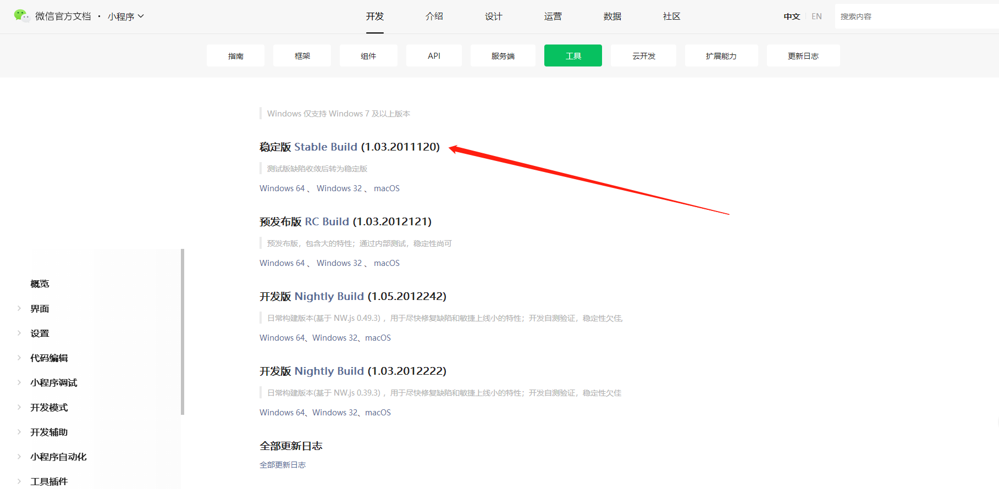 微信官方文档 · 小程序
开发 介绍 设计 运营 数据 社区
中文 EN
搜索内容
指南 框架 组件 API 服务端 工具 云开发 扩展能力 更新日志
Windows 仅支持 Windows 7 及以上版本
稳定版 Stable Build (1.03.2011120)
测试版缺陷收敛后转为稳定版
Windows 64 、 Windows 32 、 macOS
预发布版 RC Build (1.03.2012121)
预发布版，包含大的特性；通过内部测试，稳定性尚可
Windows 64 、 Windows 32 、 macOS
开发版 Nightly Build (1.05.2012242)
日常构建版本(基于 NW.js 0.49.3) ，用于尽快修复缺陷和敏捷上线小的特性；开发自测验证，稳定性欠佳,
Windows 64、Windows 32、macOS
开发版 Nightly Build (1.03.2012222)
日常构建版本(基于 NW.js 0.39.3) ，用于尽快修复缺陷和敏捷上线小的特性；开发自测验证，稳定性欠佳
Windows 64、Windows 32、macOS
全部更新日志
全部更新日志
概览
界面
设置
代码编辑
小程序调试
开发模式
开发辅助
小程序自动化
工具插件